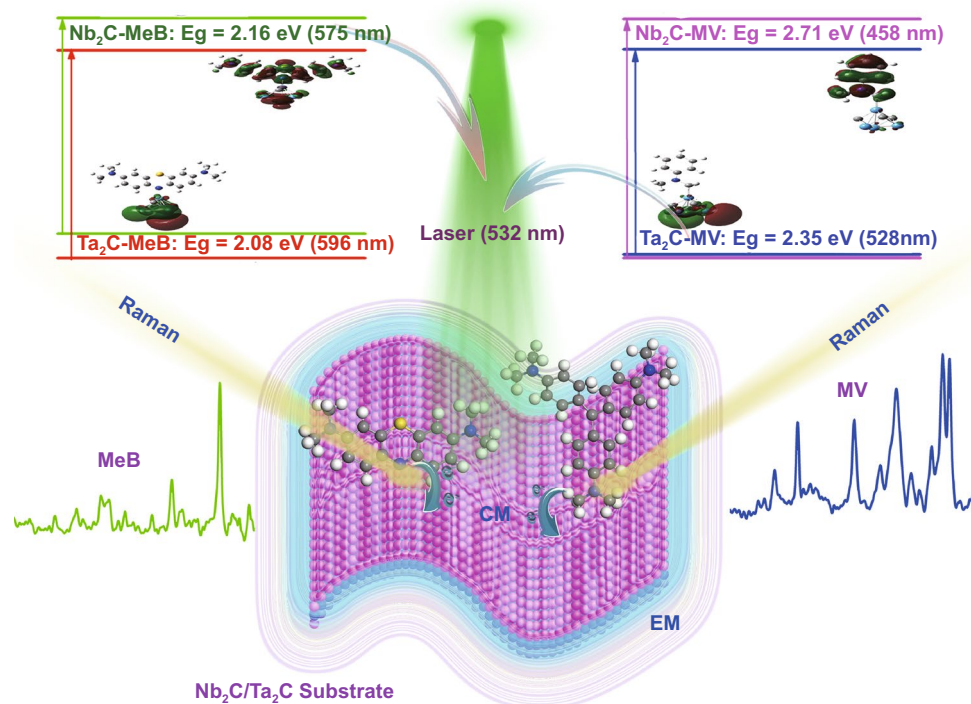 Nb₂C-MeB: Eg = 2.16 eV (575 nm)
Ta₂C-MeB: Eg = 2.08 eV (596 nm)
Laser (532 nm)
Nb₂C-MV: Eg = 2.71 eV (458 nm)
Ta₂C-MV: Eg = 2.35 eV (528nm)
Raman
Raman
MeB
MV
CM
EM
Nb₂C/Ta₂C Substrate